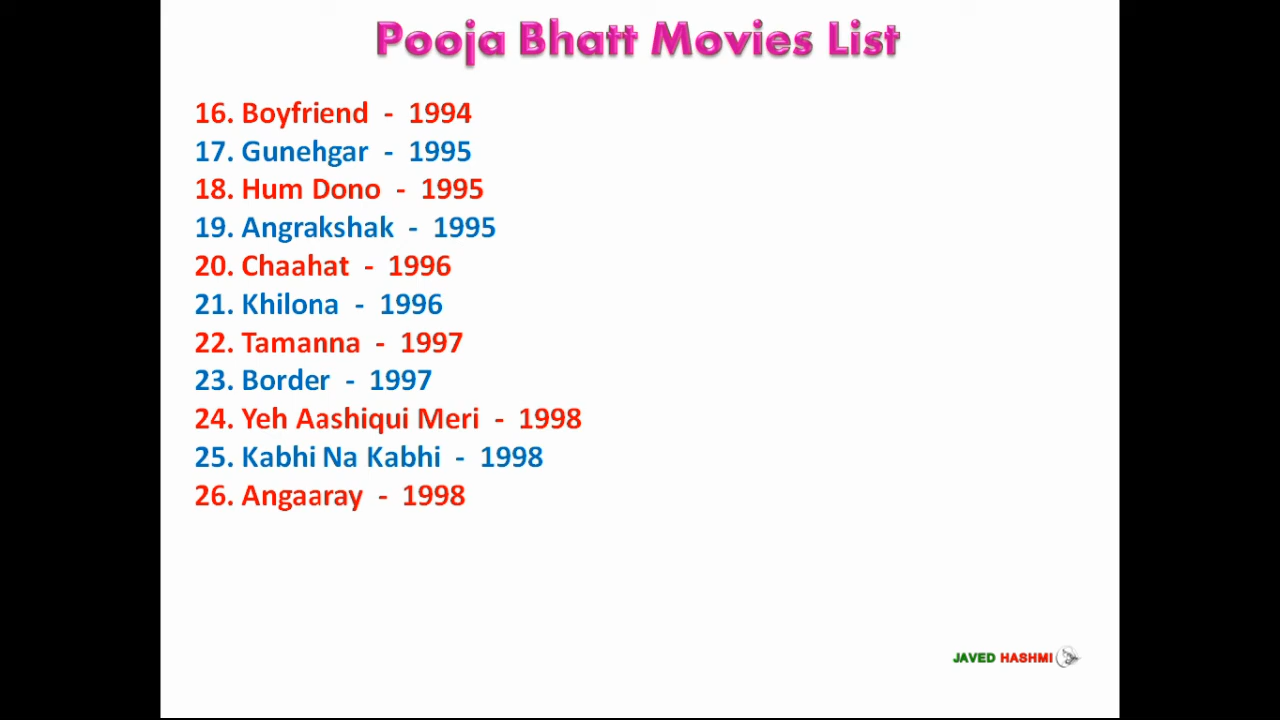 Pooja Bhatt Movies List
16. Boyfriend - 1994
17. Gunehgar - 1995
18. Hum Dono - 1995
19. Angrakshak - 1995
20. Chaahat - 1996
21. Khilona - 1996
22. Tamanna - 1997
23. Border - 1997
24. Yeh Aashiqui Meri - 1998
25. Kabhi Na Kabhi - 1998
26. Angaaray - 1998
JAVED HASHMI